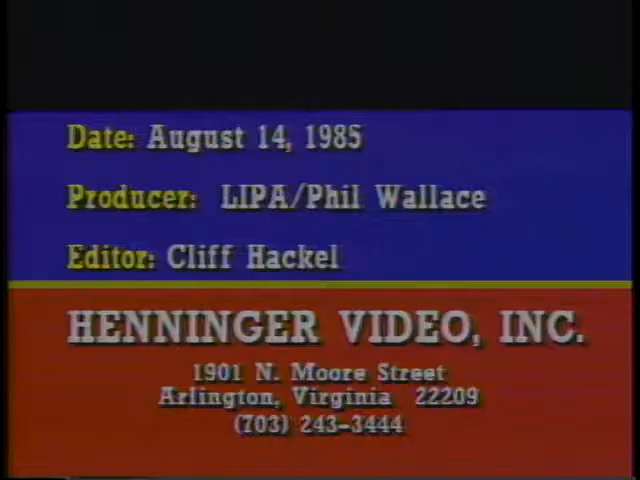 Date: August 14, 1985
Producer: LIPA/Phil Wallace
Editor: Cliff Hackel
HENNINGER VIDEO, INC.
1901 N. Moore Street
Arlington, Virginia 22209
(703) 243-3444